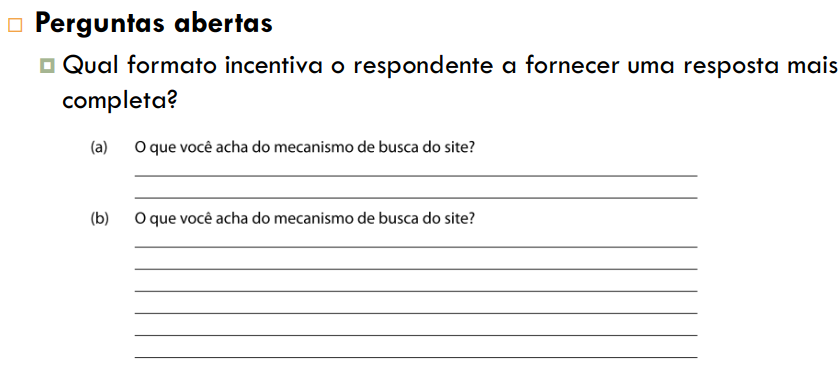 Perguntas abertas
Qual formato incentiva o respondente a fornecer uma resposta mais
completa?
(a) O que você acha do mecanismo de busca do site?
(b) O que você acha do mecanismo de busca do site?